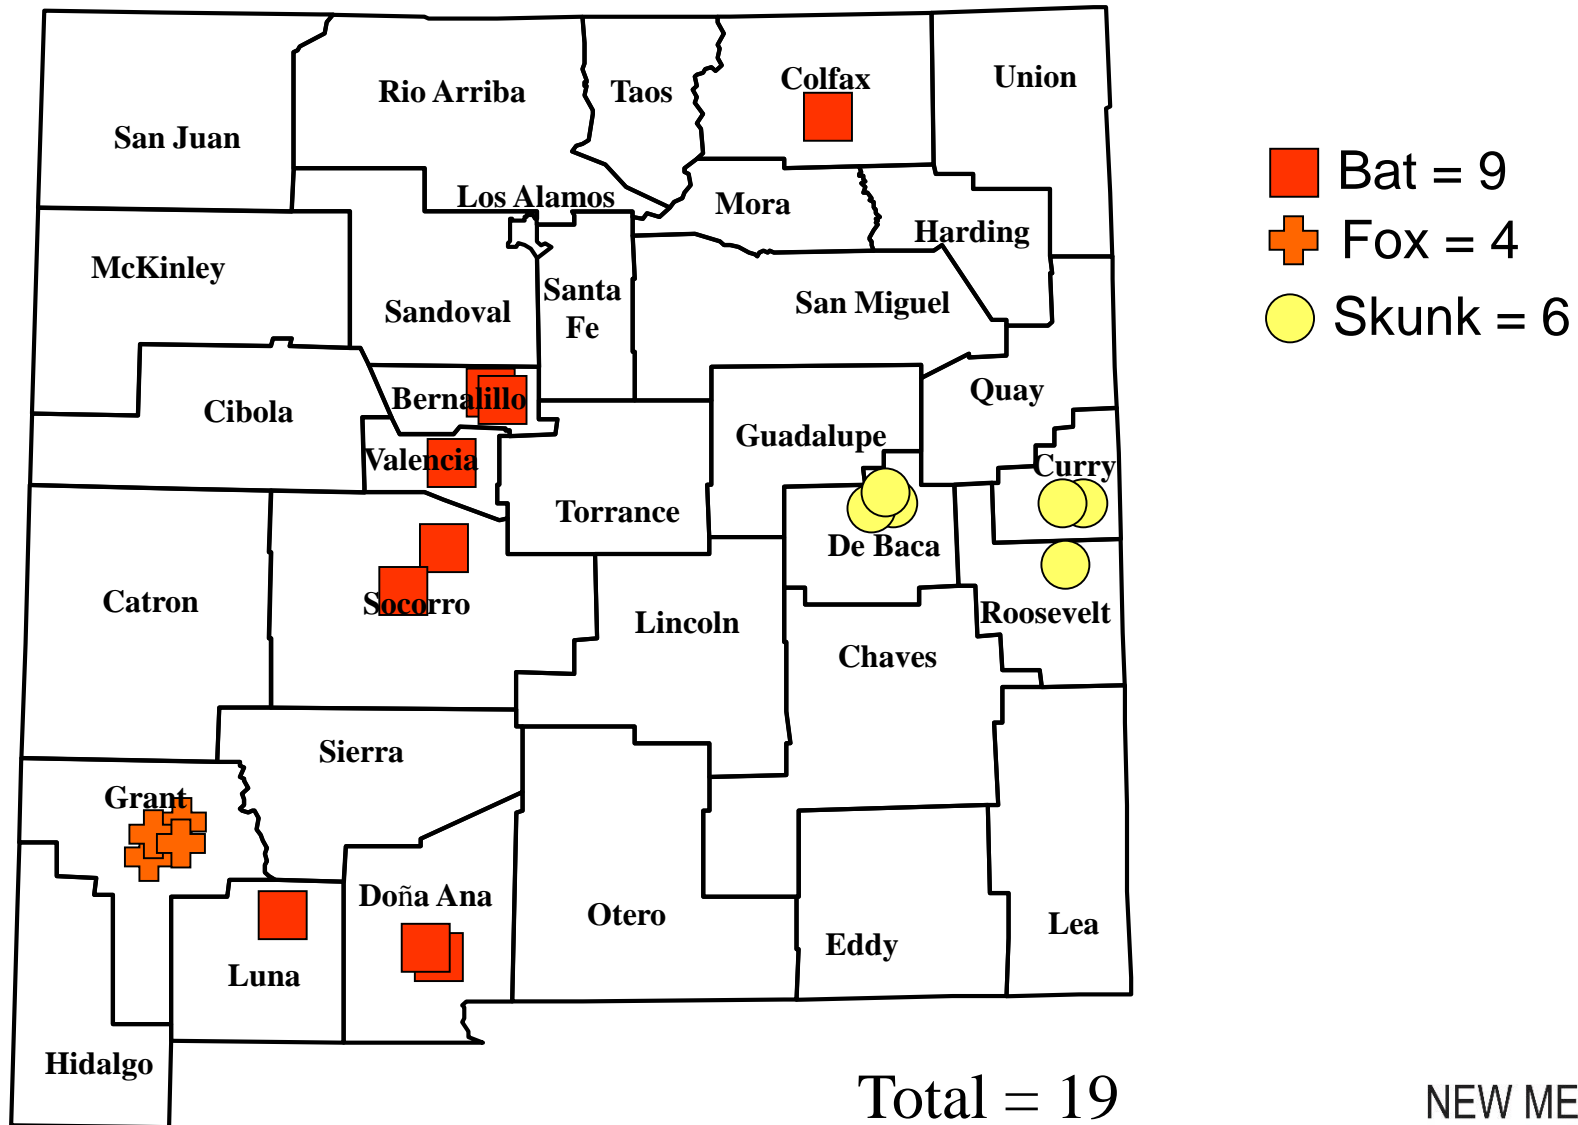 Colfax
Union
Rio Arriba
Taos
San Juan
Los Alamos
Mora
Harding
McKinley
Santa
Fe
San Miguel
Sandoval
Quay
Bernalillo
Cibola
Guadalupe
Valencia
Curry
Torrance
De Baca
Catron
Socorro
Roosevelt
Lincoln
Chaves
Sierra
Grant
Doña Ana
Otero
Lea
Eddy
Luna
Hidalgo
Bat = 9
Fox = 4
Skunk = 6
Total = 19
NEW ME